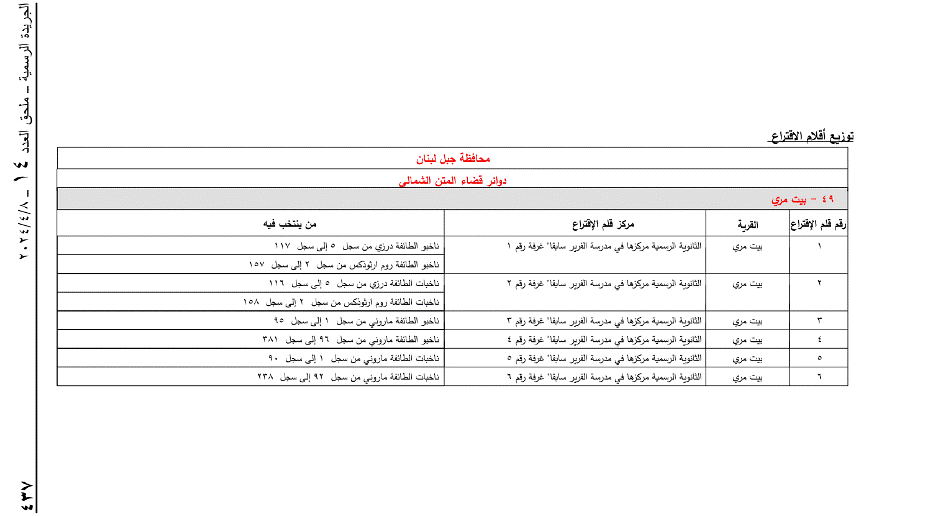 الجريدة الرسمية – ملحق العدد ١٤ – ٢٠٢٤/٤/٨
توزيع أقلام الاقتراع
محافظة جبل لبنان
دوائر قضاء المتن الشمالي
٤٩ - بيت مري
رقم قلم الإقتراع القرية مركز قلم الإقتراع من ينتخب فيه
١ بيت مري الثانوية الرسمية مركزها في مدرسة الفرير سابقا" غرفة رقم ١ ناخبو الطائفة درزي من سجل ٥ إلى سجل ١١٧
ناخبو الطائفة روم ارثوذكس من سجل ٢ إلى سجل ١٥٧
٢ بيت مري الثانوية الرسمية مركزها في مدرسة الفرير سابقا" غرفة رقم ٢ ناخبات الطائفة درزي من سجل ٥ إلى سجل ١١٦
ناخبات الطائفة روم ارثوذكس من سجل ٢ إلى سجل ١٥٨
٣ بيت مري الثانوية الرسمية مركزها في مدرسة الفرير سابقا" غرفة رقم ٣ ناخبو الطائفة ماروني من سجل ١ إلى سجل ٩٥
٤ بيت مري الثانوية الرسمية مركزها في مدرسة الفرير سابقا" غرفة رقم ٤ ناخبو الطائفة ماروني من سجل ٩٦ إلى سجل ٣٨١
٥ بيت مري الثانوية الرسمية مركزها في مدرسة الفرير سابقا" غرفة رقم ٥ ناخبات الطائفة ماروني من سجل ١ إلى سجل ٩٠
٦ بيت مري الثانوية الرسمية مركزها في مدرسة الفرير سابقا" غرفة رقم ٦ ناخبات الطائفة ماروني من سجل ٩٢ إلى سجل ٢٣٨
٤٣٧